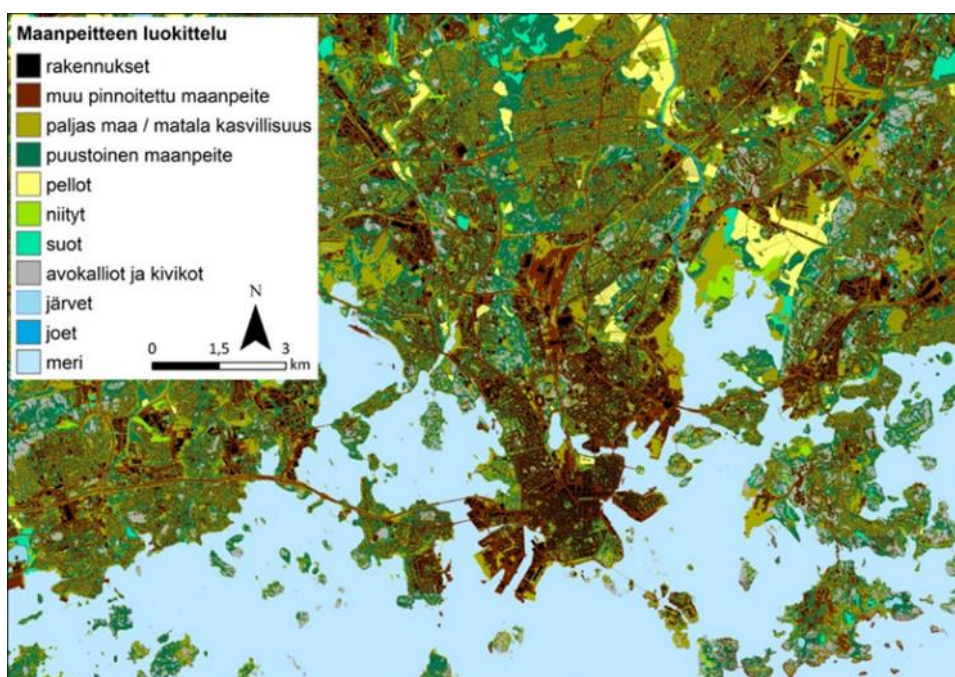 Maanpeitteen luokittelu
rakennukset
muu pinnoitettu maanpeite
paljas maa / matala kasvillisuus
puustoinen maanpeite
pellot
niityt
suot
avokalliot ja kivikot
järvet
joet
meri
N
0 1,5 3
km